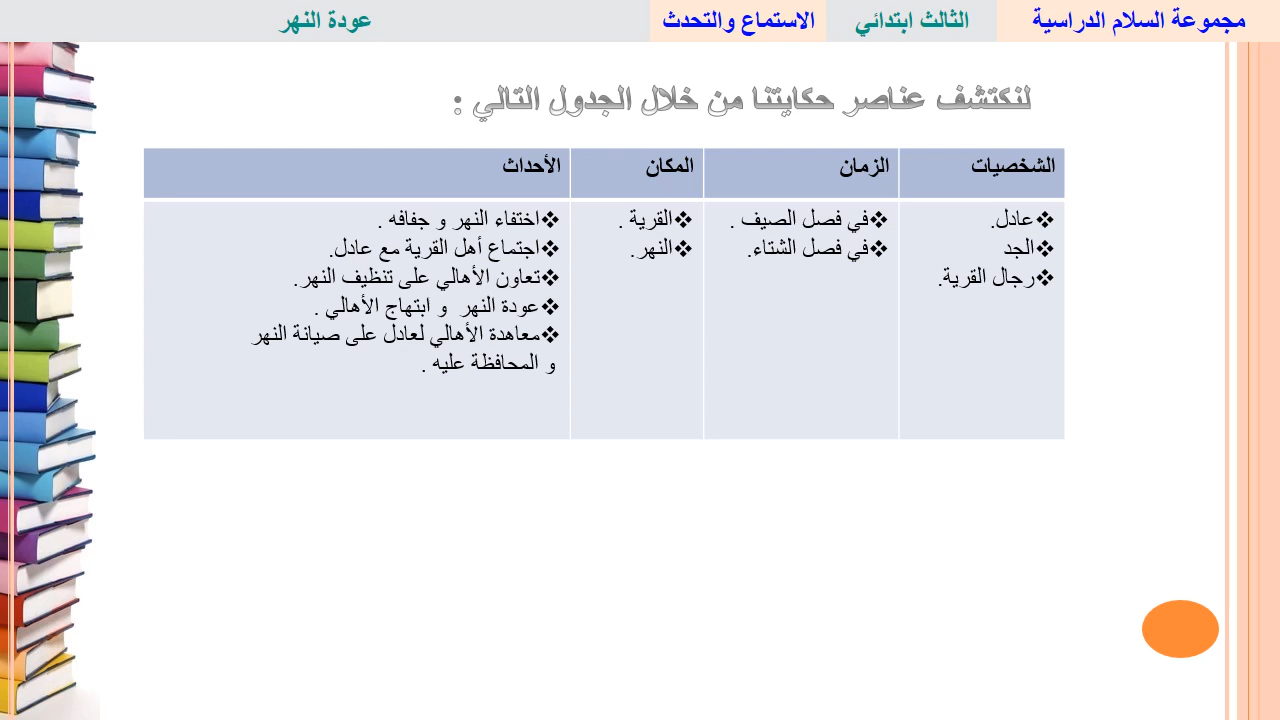 مجموعة السلام الدراسية
الثالث ابتدائي
الاستماع والتحدث
عودة النهر
لنكتشف عناصر حكايتنا من خلال الجدول التالي :
الشخصيات
الزمان
المكان
الأحداث
❖عادل.
❖الجد
❖رجال القرية.
❖في فصل الصيف .
❖في فصل الشتاء.
❖القرية .
❖النهر.
❖اختفاء النهر و جفافه .
❖اجتماع أهل القرية مع عادل.
❖تعاون الأهالي على تنظيف النهر.
❖عودة النهر و ابتهاج الأهالي .
❖معاهدة الأهالي لعادل على صيانة النهر
و المحافظة عليه .